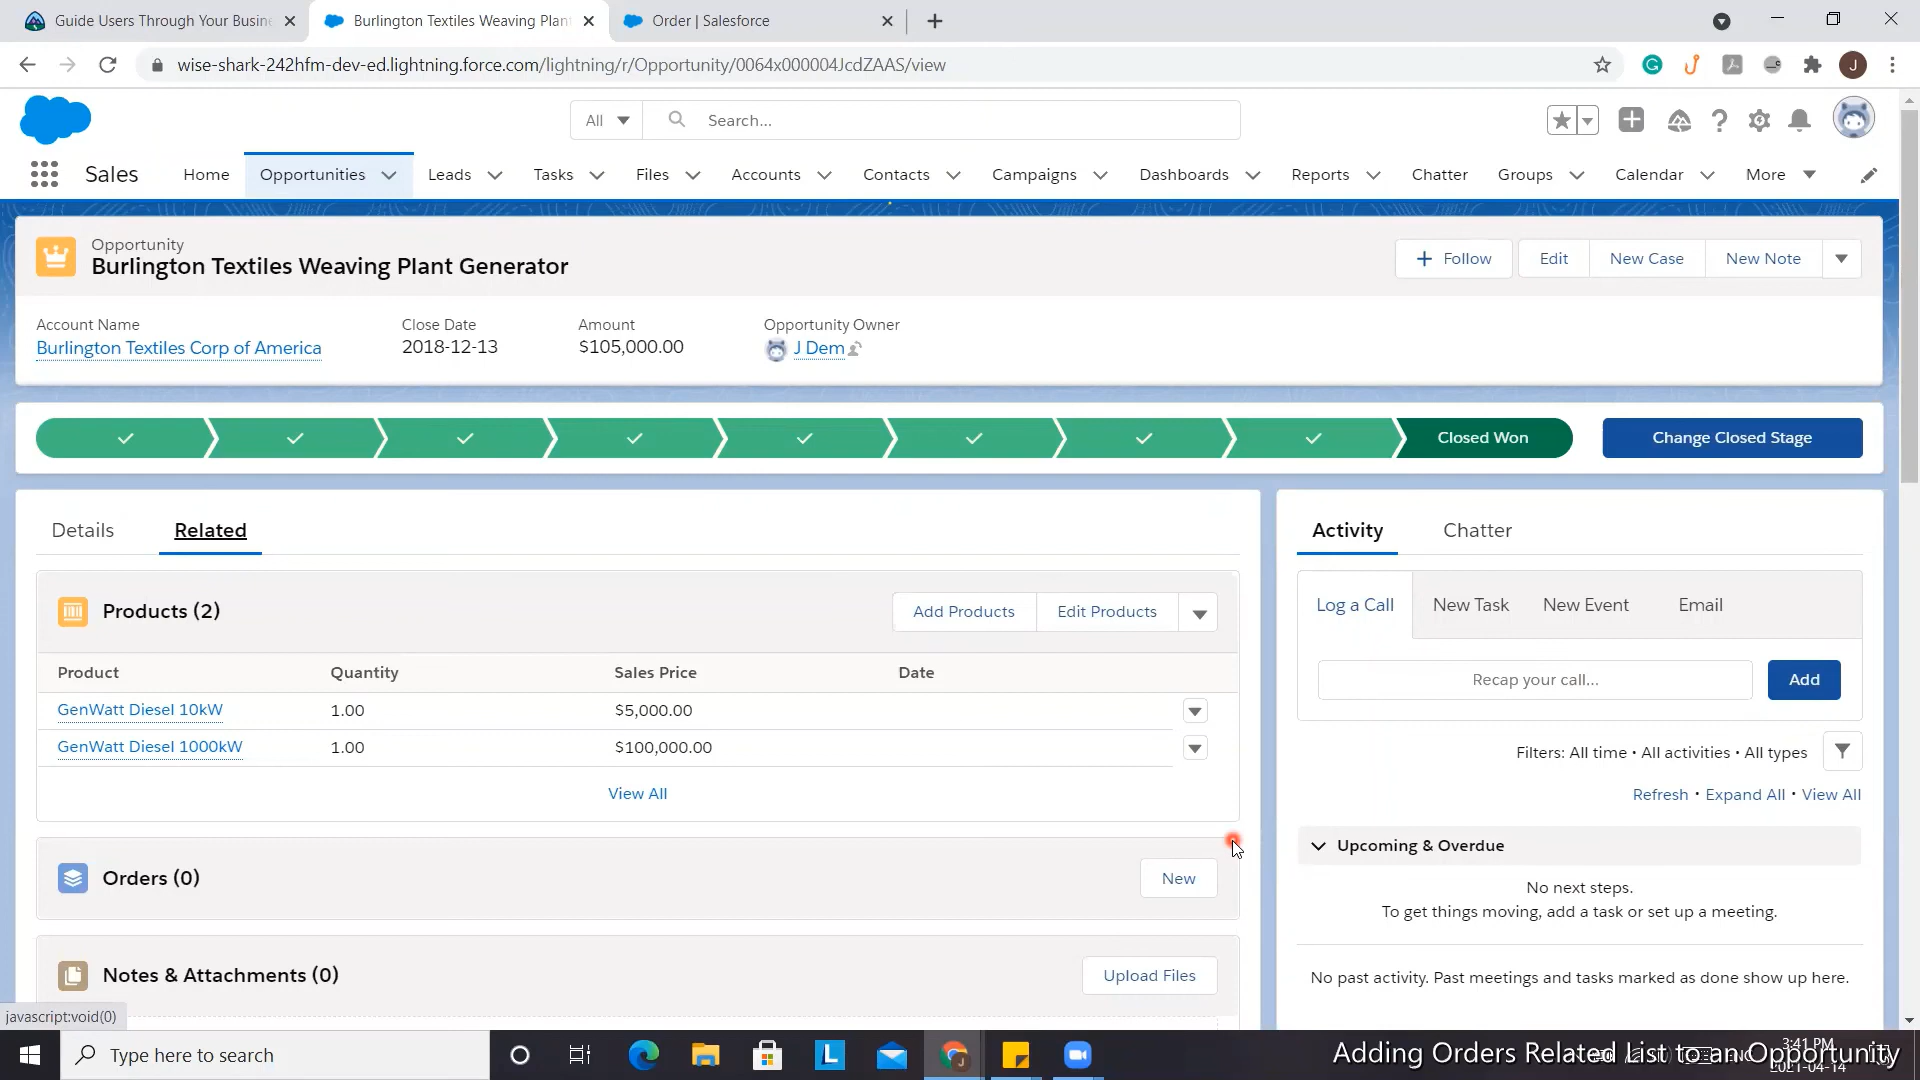 Guide Users Through Your Busine
Burlington Textiles Weaving Plant
Order | Salesforce
wise-shark-242hfm-dev-ed.lightning.force.com/lightning/r/Opportunity/0064x000004JcdZAAS/view
J
All
Search...
Sales
Home
Opportunities
Leads
Tasks
Files
Accounts
Contacts
Campaigns
Dashboards
Reports
Chatter
Groups
Calendar
More
Opportunity
Burlington Textiles Weaving Plant Generator
+ Follow
Edit
New Case
New Note
Account Name
Close Date
Amount
Opportunity Owner
Burlington Textiles Corp of America
2018-12-13
$105,000.00
J Dem
Closed Won
Change Closed Stage
Details
Related
Activity
Chatter
Products (2)
Add Products
Edit Products
Log a Call
New Task
New Event
Email
Product
Quantity
Sales Price
Date
Recap your call...
Add
GenWatt Diesel 10kW
1.00
$5,000.00
GenWatt Diesel 1000kW
1.00
$100,000.00
View All
Filters: All time • All activities • All types
Refresh • Expand All • View All
Upcoming & Overdue
No next steps.
To get things moving, add a task or set up a meeting.
Orders (0)
New
Notes & Attachments (0)
Upload Files
No past activity. Past meetings and tasks marked as done show up here.
javascript:void(0)
Type here to search
L
3:41 PM
2021-04-14
Adding Orders Related List to an Opportunity